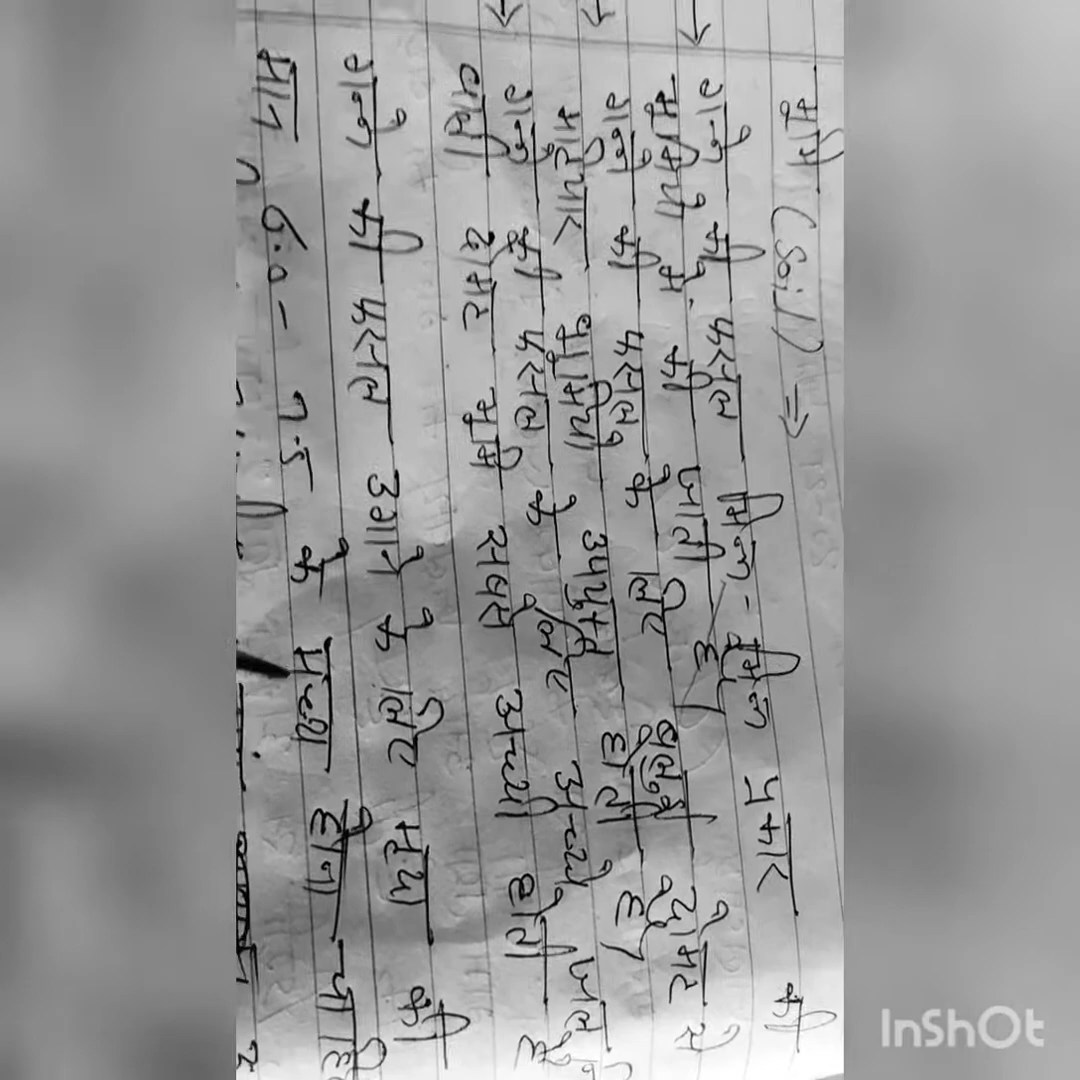 भूमि (Soil) ⇒
→ गन्ने की फसल भिन्न-भिन्न प्रकार की
भूमियो में की जाती है। बलुई दोमट से
→ गन्ने की फसल के लिए
मटियार भूमियो उपयुक्त होती है।
→ गन्ने की फसल के लिए अच्छे जल
वाली दोमट भूमि सबसे अच्छी होती है
गन्ने की फसल उगाने के लिए मृदा की
मान 6.0 - 7.5 के मध्य होना चाहि
InShOt